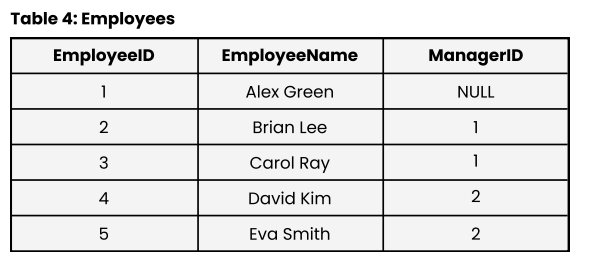 Table 4: Employees
EmployeeID EmployeeName ManagerID
1 Alex Green NULL
2 Brian Lee 1
3 Carol Ray 1
4 David Kim 2
5 Eva Smith 2